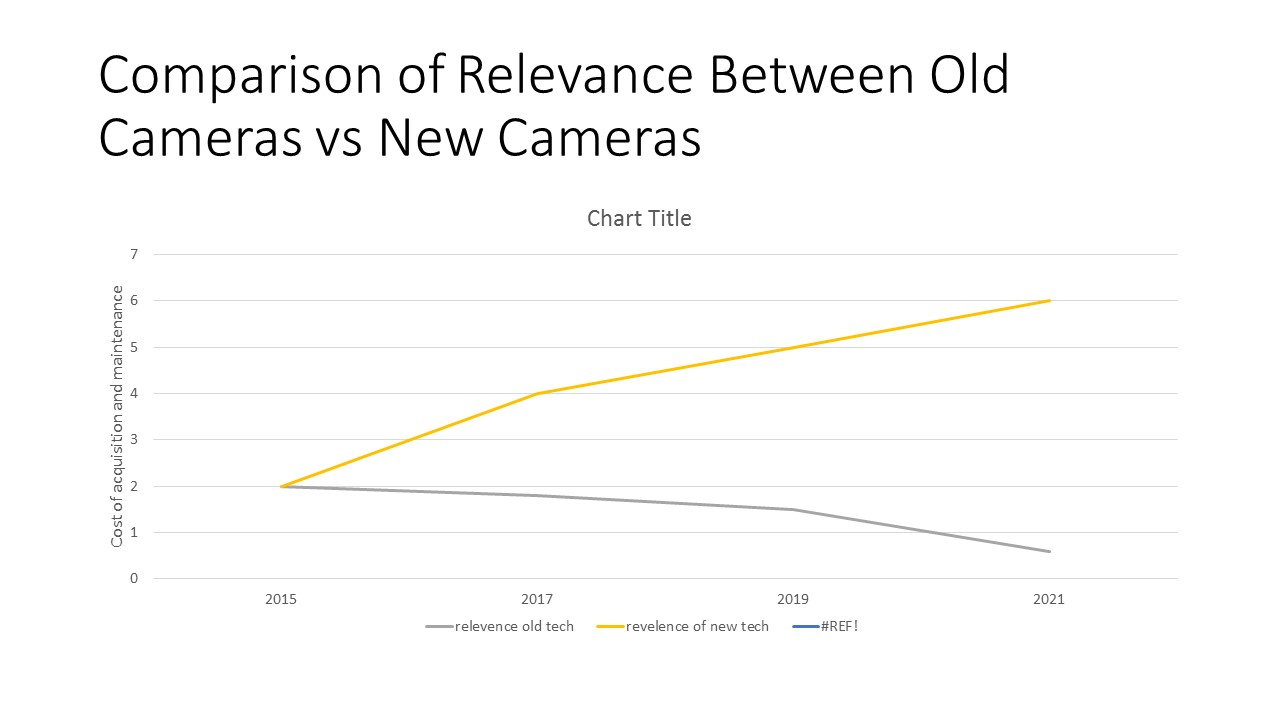 Comparison of Relevance Between Old
Cameras vs New Cameras
Chart Title
7
6
5
4
3
2
1
0
Cost of acquisition and maintenance
2015 2017 2019 2021
relevence old tech revelence of new tech #REF!